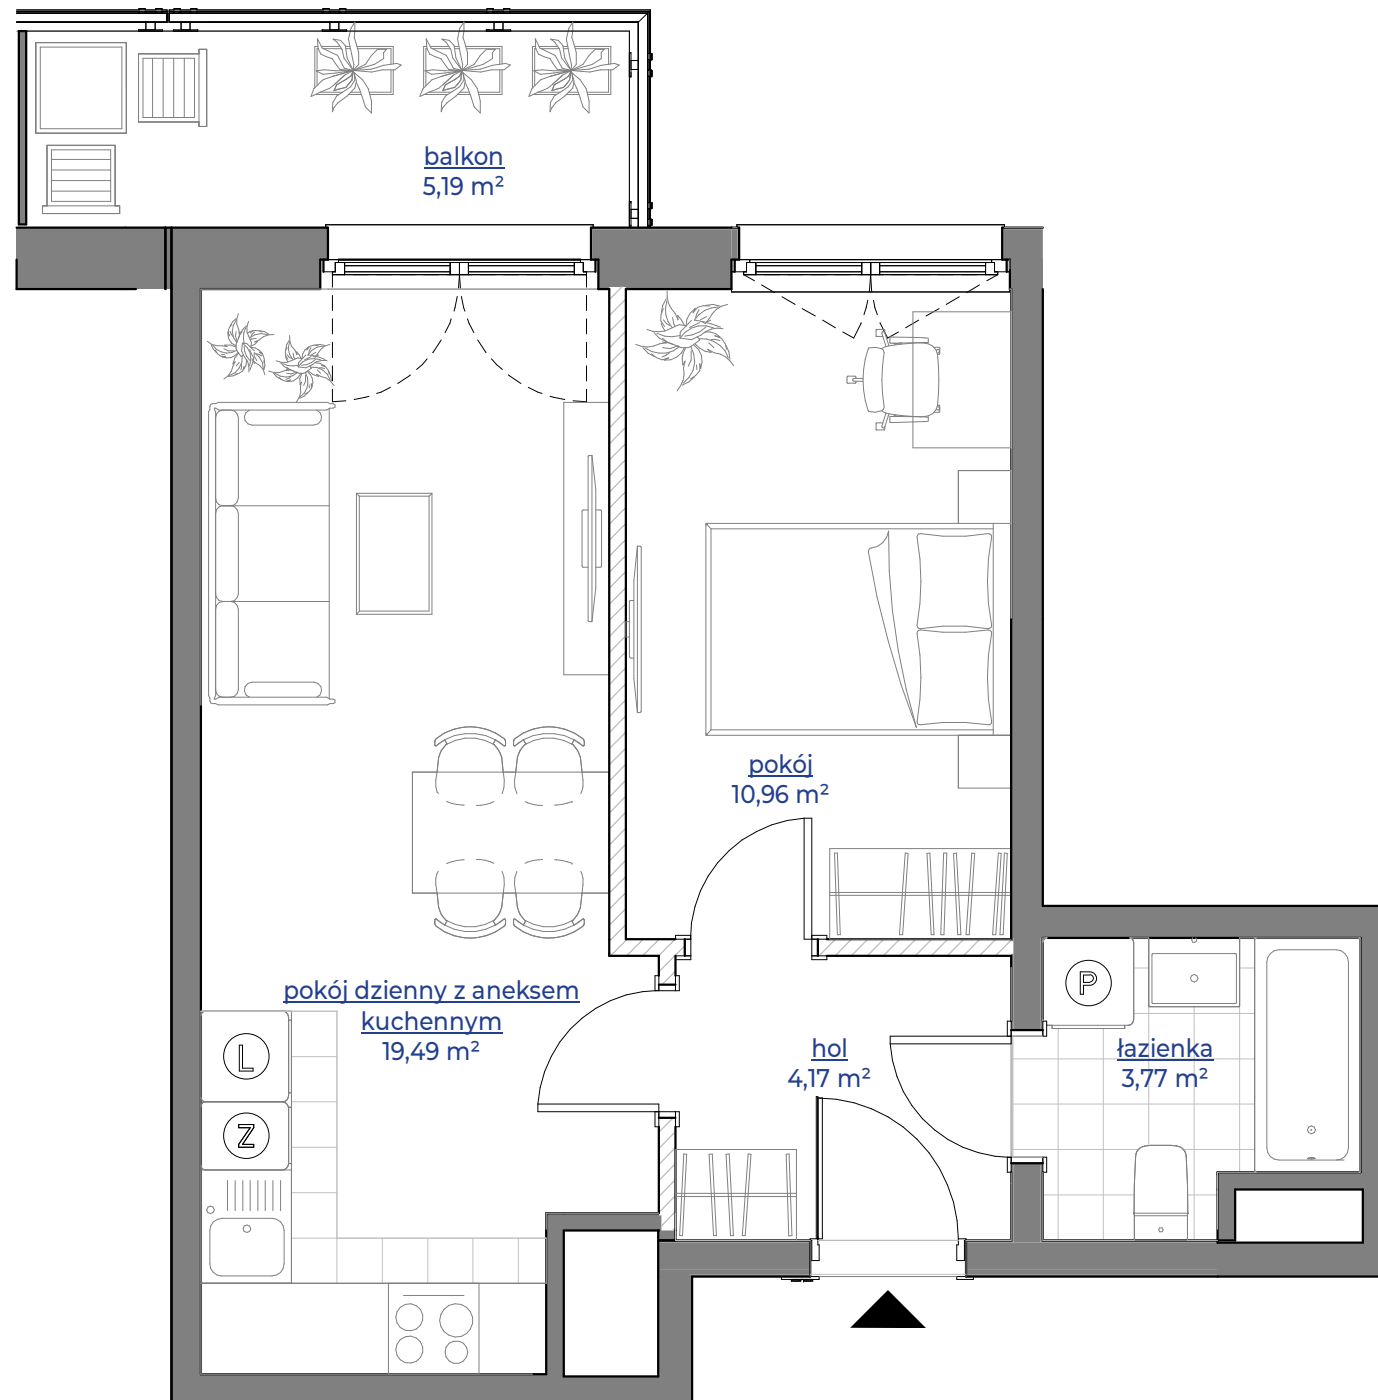 balkon
5,19 m²
pokój
10,96 m²
pokój dzienny z aneksem
kuchennym
19,49 m²
L
Z
hol
4,17 m²
P
łazienka
3,77 m²